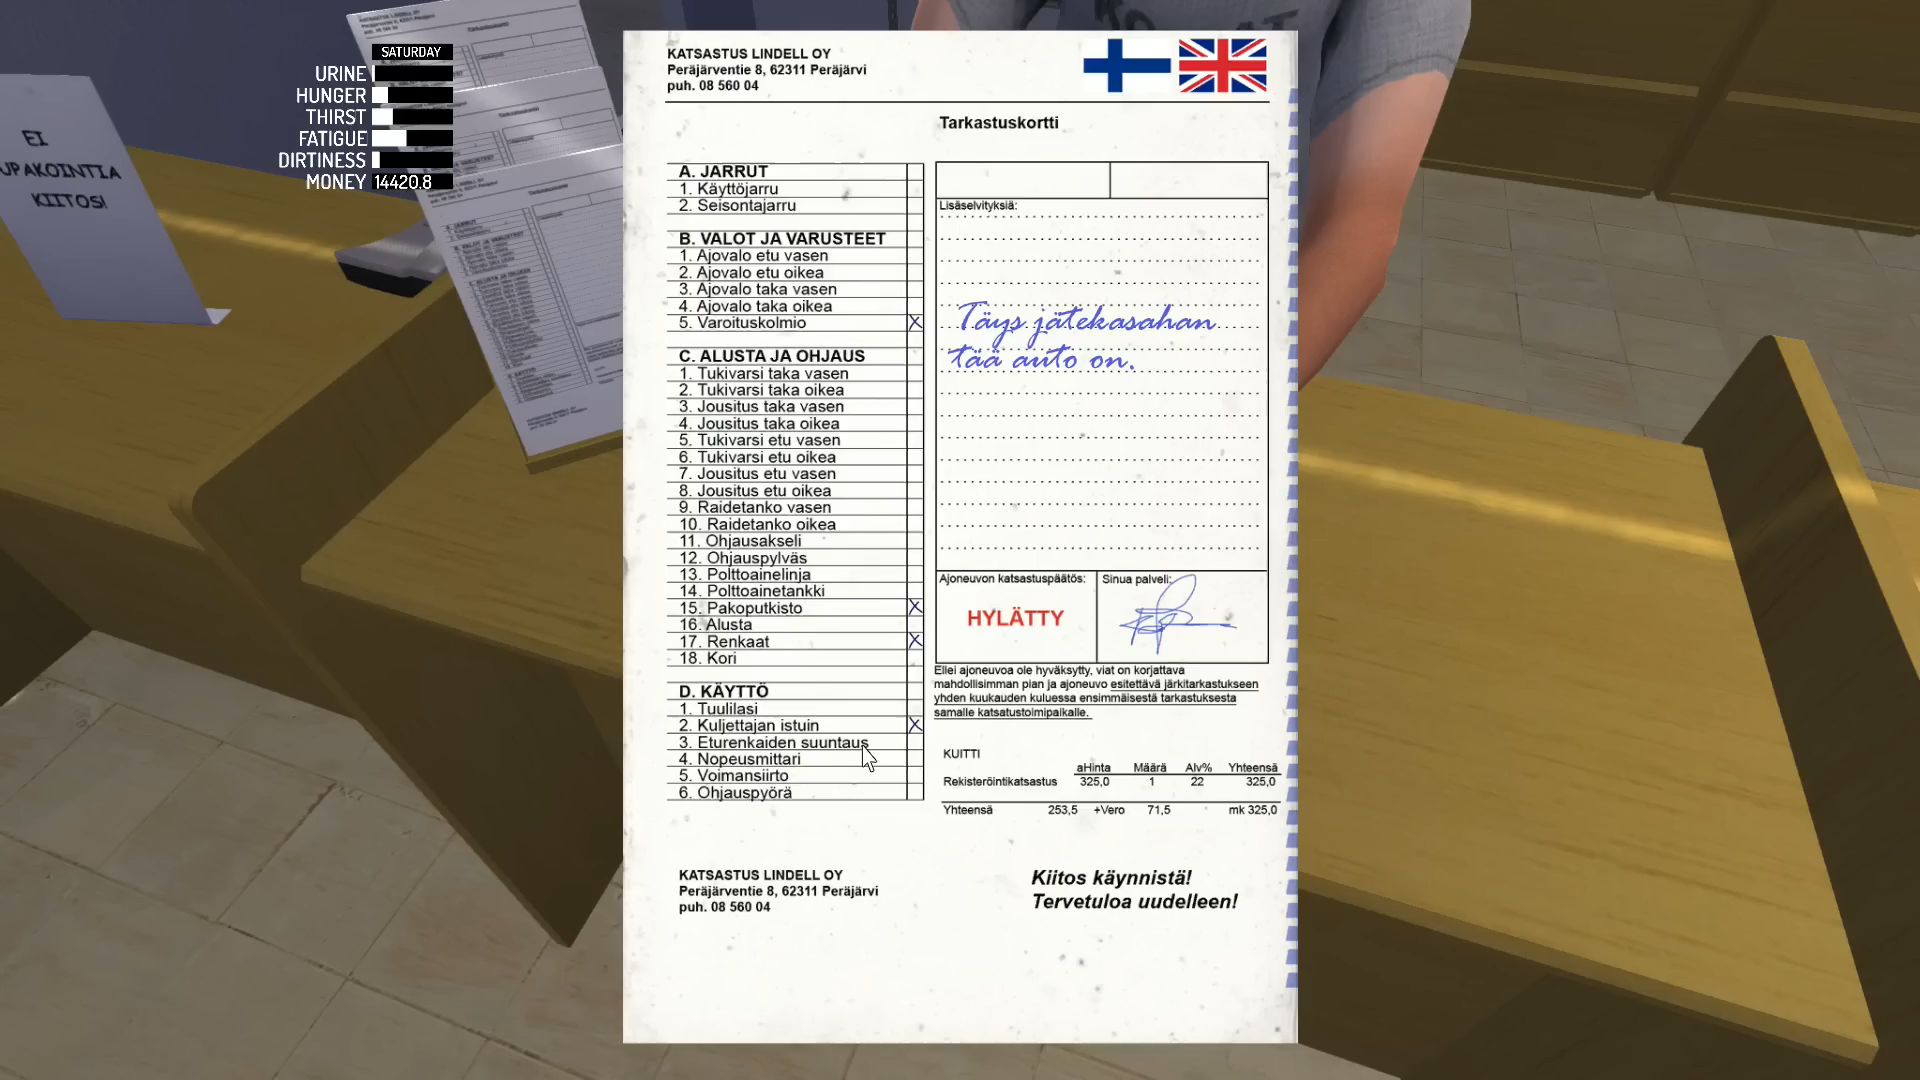 SATURDAY
URINE
HUNGER
THIRST
FATIGUE
DIRTINESS
MONEY 14420.8
EI
UPAKOINTIA
KIITOS!
KATSASTUS LINDELL OY
Peräjärventie 8, 62311 Peräjärvi
puh. 08 560 04
Tarkastuskortti
A. JARRUT
1. Käyttöjarru
2. Seisontajarru
B. VALOT JA VARUSTEET
1. Ajovalo etu vasen
2. Ajovalo etu oikea
3. Ajovalo taka vasen
4. Ajovalo taka oikea
5. Varoituskolmio X
C. ALUSTA JA OHJAUS
1. Tukivarsi taka vasen
2. Tukivarsi taka oikea
3. Jousitus taka vasen
4. Jousitus taka oikea
5. Tukivarsi etu vasen
6. Tukivarsi etu oikea
7. Jousitus etu vasen
8. Jousitus etu oikea
9. Raidetanko vasen
10. Raidetanko oikea
11. Ohjausakseli
12. Ohjauspylväs
13. Polttoainelinja
14. Polttoainetankki
15. Pakoputkisto X
16. Alusta
17. Renkaat X
18. Kori
D. KÄYTTÖ
1. Tuulilasi
2. Kuljettajan istuin X
3. Eturenkaiden suuntaus
4. Nopeusmittari
5. Voimansiirto
6. Ohjauspyörä
Lisäselvityksiä:
Täys jätekasahan
tää auto on.
Ajoneuvon katsastuspäätös: Sinua palveli:
HYLÄTTY
Ellei ajoneuvoa ole hyväksytty, viat on korjattava
mahdollisimman pian ja ajoneuvo esitettävä järkitarkastukseen
yhden kuukauden kuluessa ensimmäisestä tarkastuksesta
samalle katsatustoimipaikalle.
KUITTI
aHinta Määrä Alv% Yhteensä
Rekisteröintikatsastus 325,0 1 22 325,0
Yhteensä 253,5 +Vero 71,5 mk 325,0
KATSASTUS LINDELL OY
Peräjärventie 8, 62311 Peräjärvi
puh. 08 560 04
Kiitos käynnistä!
Tervetuloa uudelleen!